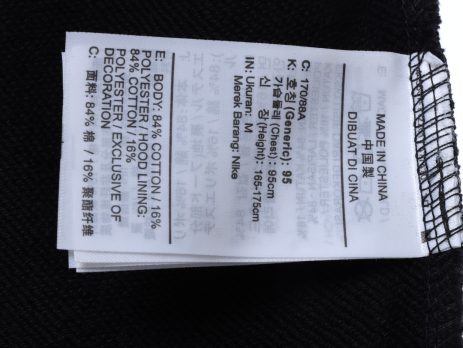 MADE IN CHINA
中国製
DIBUAT DI CINA
C: 170/88A
K: 호칭 (Generic): 95
가슴둘레 (Chest): 95cm
신 장 (Height): 165-175cm
IN: Ukuran: M
Merek Barang: Nike
E: BODY: 84% COTTON / 16%
POLYESTER / HOOD LINING:
84% COTTON / 16%
POLYESTER / EXCLUSIVE OF
DECORATION
C: 面料: 84% 棉 / 16% 聚酯纤维